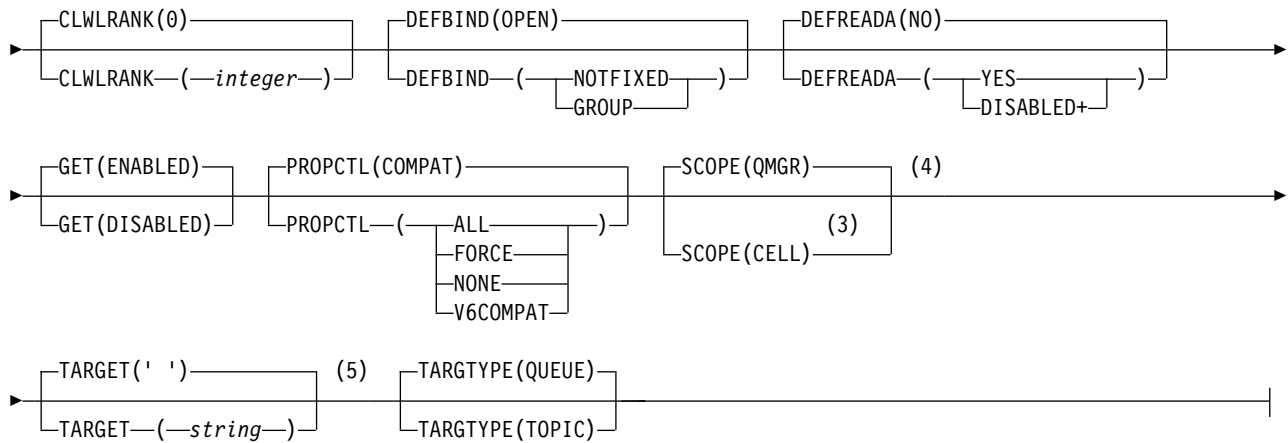 CLWLRANK(0) DEFBIND(OPEN) DEFREADA(NO)
CLWLRANK ( integer ) DEFBIND ( NOTFIXED ) DEFREADA ( YES )
GROUP DISABLED+
GET(ENABLED) PROPCTL(COMPAT) SCOPE(QMGR) (4)
GET(DISABLED) PROPCTL ( ALL ) (3)
FORCE SCOPE(CELL)
NONE
V6COMPAT
TARGET(' ') (5) TARGTYPE(QUEUE)
TARGET ( string ) TARGTYPE(TOPIC)